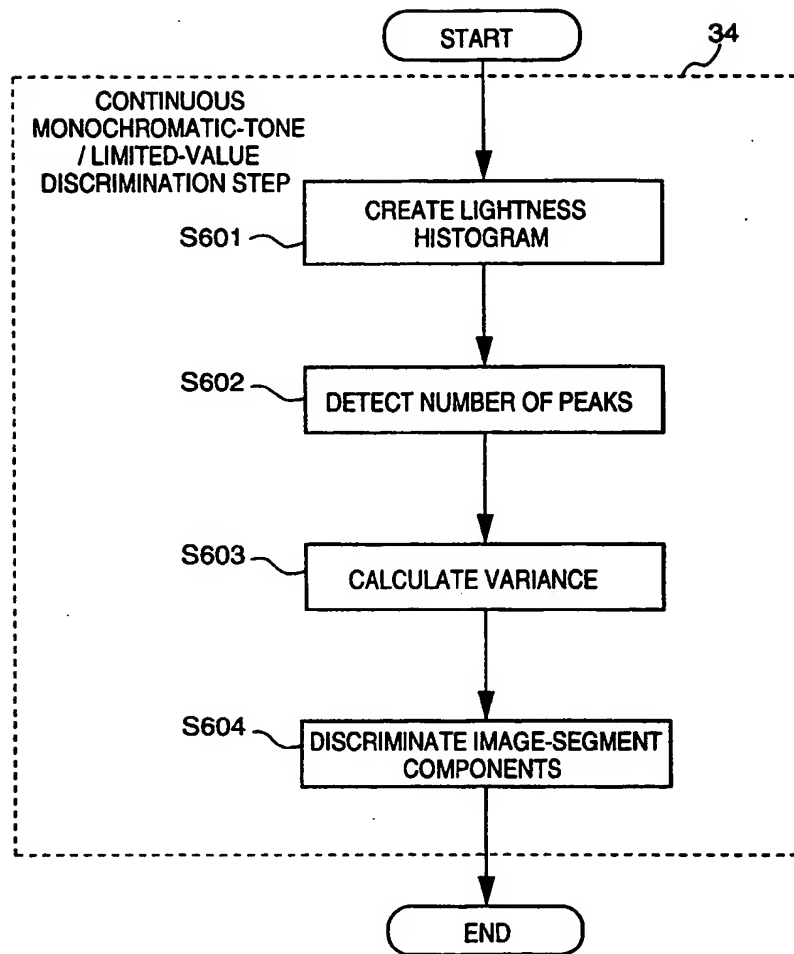 START
34
CONTINUOUS
MONOCHROMATIC-TONE
/ LIMITED-VALUE
DISCRIMINATION STEP
S601
CREATE LIGHTNESS
HISTOGRAM
S602
DETECT NUMBER OF PEAKS
S603
CALCULATE VARIANCE
S604
DISCRIMINATE IMAGE-SEGMENT
COMPONENTS
END